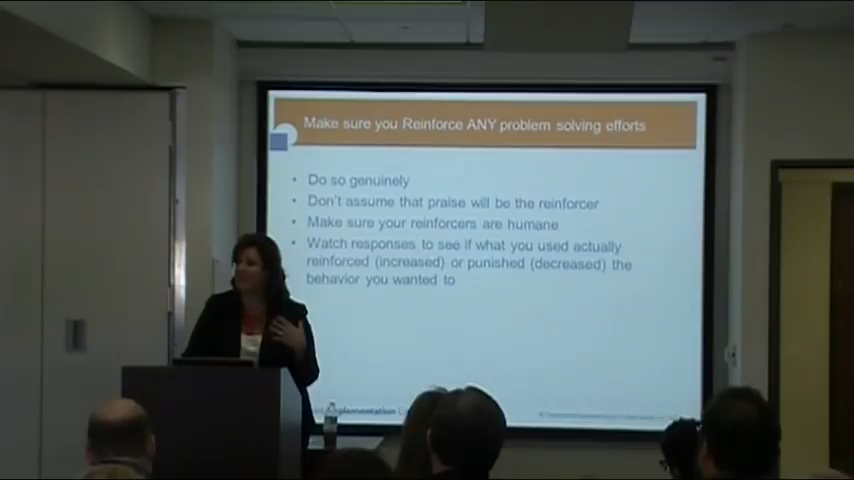 Make sure you Reinforce ANY problem solving efforts
• Do so genuinely
• Don't assume that praise will be the reinforcer
• Make sure your reinforcers are humane
• Watch responses to see if what you used actually
reinforced (increased) or punished (decreased) the
behavior you wanted to
Implementation